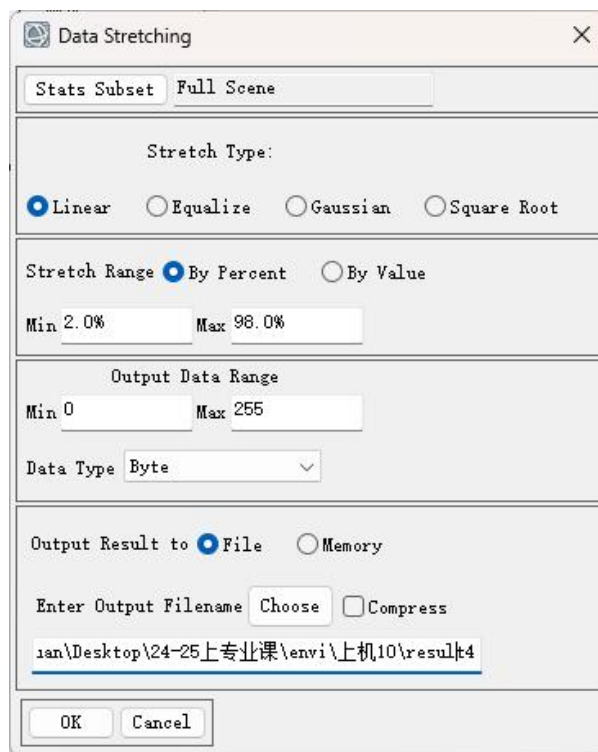 Data Stretching
Stats Subset Full Scene
Stretch Type:
Linear Equalize Gaussian Square Root
Stretch Range By Percent By Value
Min 2.0% Max 98.0%
Output Data Range
Min 0 Max 255
Data Type Byte
Output Result to File Memory
Enter Output Filename Choose Compress
uan\Desktop\24-25上专业课\envi\上机10\result4
OK Cancel